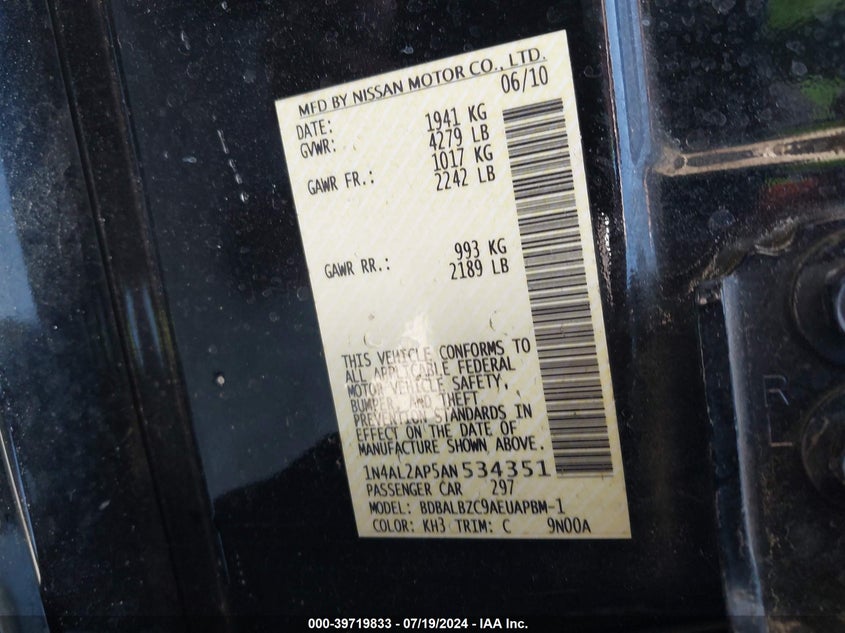 MFD BY NISSAN MOTOR CO., LTD.
DATE: 06/10
GVWR: 1941 KG
4279 LB
GAWR FR.: 1017 KG
2242 LB
GAWR RR.: 993 KG
2189 LB
THIS VEHICLE CONFORMS TO
ALL APPLICABLE FEDERAL
MOTOR VEHICLE SAFETY,
BUMPER AND THEFT
PREVENTION STANDARDS IN
EFFECT ON THE DATE OF
MANUFACTURE SHOWN ABOVE.
1N4AL2AP5AN534351
PASSENGER CAR 297
MODEL: BDBALBZC9AEUAPBM-1
COLOR: KH3 TRIM: C 9N00A
R
L
000-39719833 - 07/19/2024 - IAA Inc.